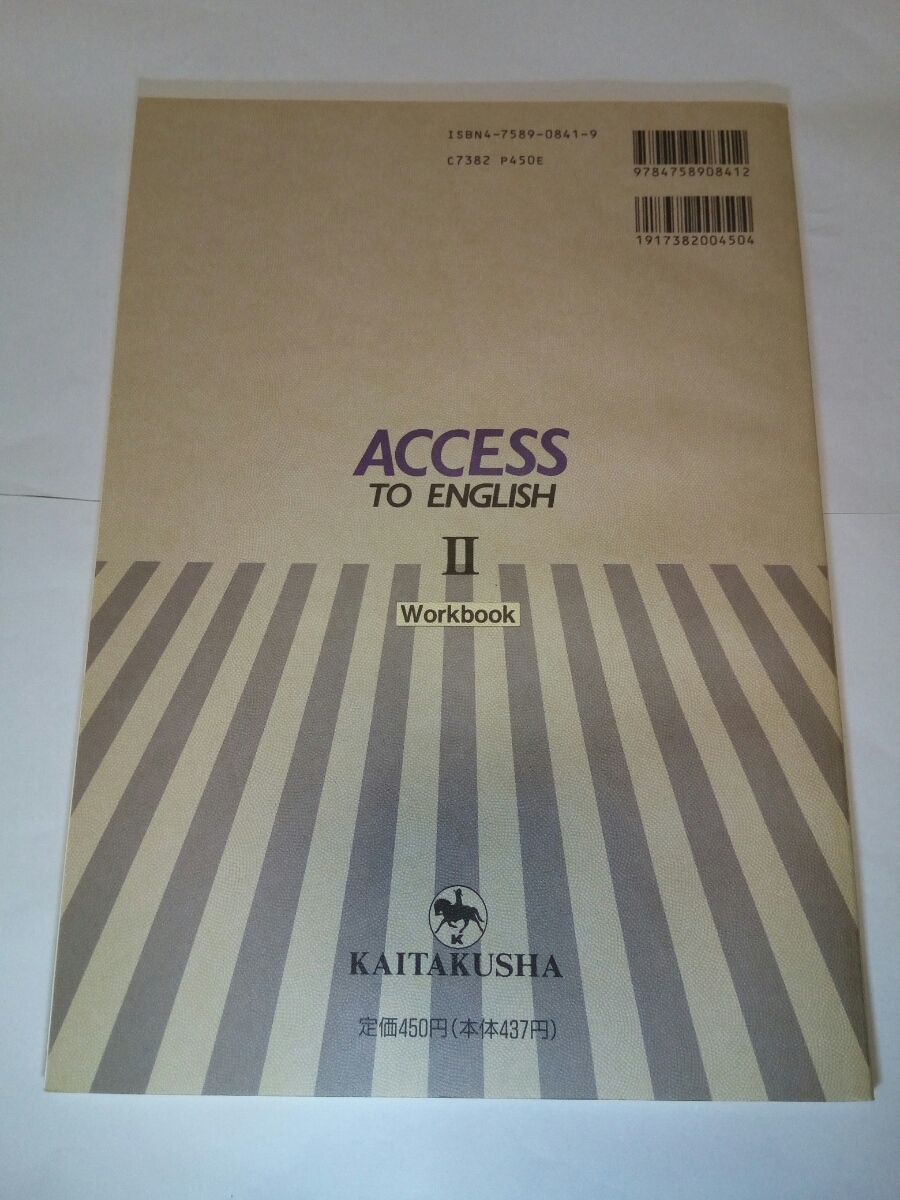 ISBN4-7589-0841-9
C7382 P450E
9784758908412
1917382004504
ACCESS
TO ENGLISH
II
Workbook
K
KAITAKUSHA
定価450円(本体437円)